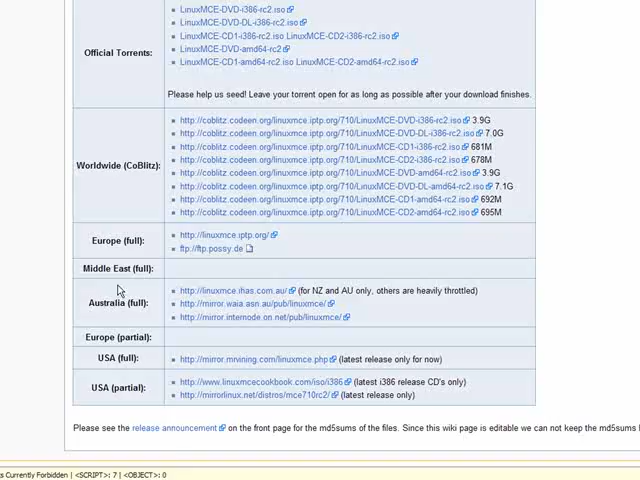 LinuxMCE-DVD-i386-rc2.iso
LinuxMCE-DVD-DL-i386-rc2.iso
LinuxMCE-CD1-i386-rc2.iso LinuxMCE-CD2-i386-rc2.iso
Official Torrents:
LinuxMCE-DVD-amd64-rc2
LinuxMCE-CD1-amd64-rc2.iso LinuxMCE-CD2-amd64-rc2.iso
Please help us seed! Leave your torrent open for as long as possible after your download finishes.
Worldwide (CoBlitz):
http://coblitz.codeen.org/linuxmce.iptp.org/710/LinuxMCE-DVD-i386-rc2.iso 3.9G
http://coblitz.codeen.org/linuxmce.iptp.org/710/LinuxMCE-DVD-DL-i386-rc2.iso 7.0G
http://coblitz.codeen.org/linuxmce.iptp.org/710/LinuxMCE-CD1-i386-rc2.iso 681M
http://coblitz.codeen.org/linuxmce.iptp.org/710/LinuxMCE-CD2-i386-rc2.iso 678M
http://coblitz.codeen.org/linuxmce.iptp.org/710/LinuxMCE-DVD-amd64-rc2.iso 3.9G
http://coblitz.codeen.org/linuxmce.iptp.org/710/LinuxMCE-DVD-DL-amd64-rc2.iso 7.1G
http://coblitz.codeen.org/linuxmce.iptp.org/710/LinuxMCE-CD1-amd64-rc2.iso 692M
http://coblitz.codeen.org/linuxmce.iptp.org/710/LinuxMCE-CD2-amd64-rc2.iso 695M
Europe (full):
http://linuxmce.iptp.org/
ftp://ftp.possy.de
Middle East (full):
Australia (full):
http://linuxmce.ihas.com.au/ (for NZ and AU only, others are heavily throttled)
http://mirror.waia.asn.au/pub/linuxmce/
http://mirror.internode.on.net/pub/linuxmce/
Europe (partial):
USA (full):
http://mirror.mrvining.com/linuxmce.php (latest release only for now)
USA (partial):
http://www.linuxmcecookbook.com/iso/i386 (latest i386 release CD's only)
http://mirrorlinux.net/distros/mce710rc2/ (latest release only)
Please see the release announcement on the front page for the md5sums of the files. Since this wiki page is editable we can not keep the md5sums
s Currently Forbidden | <SCRIPT>: 7 | <OBJECT>: 0